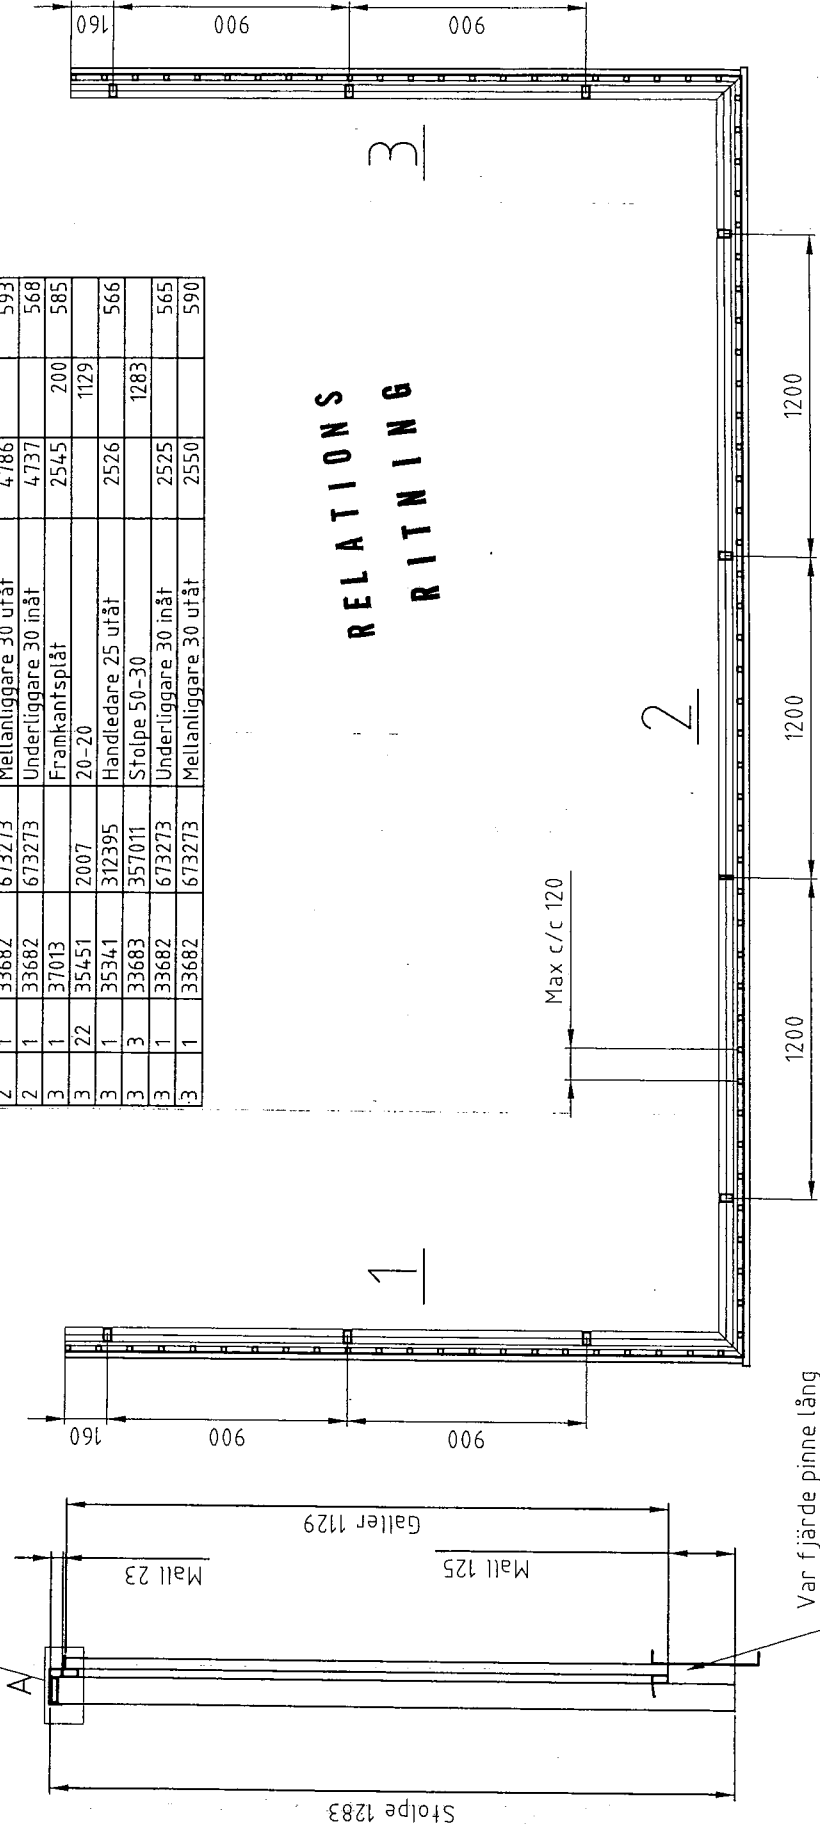 2 1 33682 673273 Mellanliggare 30 utåt 4786 593
2 1 33682 673273 Underliggare 30 inåt 4737 568
3 1 37013 Framkantsplåt 2545 200 585
3 22 35451 2007 20-20 1129
3 1 35341 312395 Handledare 25 utåt 2526 566
3 3 33683 357011 Stolpe 50-30 1283
3 1 33682 673273 Underliggare 30 inåt 2525 565
3 1 33682 673273 Mellanliggare 30 utåt 2550 590
RELATIONS
RITNING
1
2
3
Max c/c 120
1200
1200
1200
160
900
900
160
900
900
A
Mall 23
Galler 1129
Mall 125
Stolpe 1283
Var fjärde pinne lång